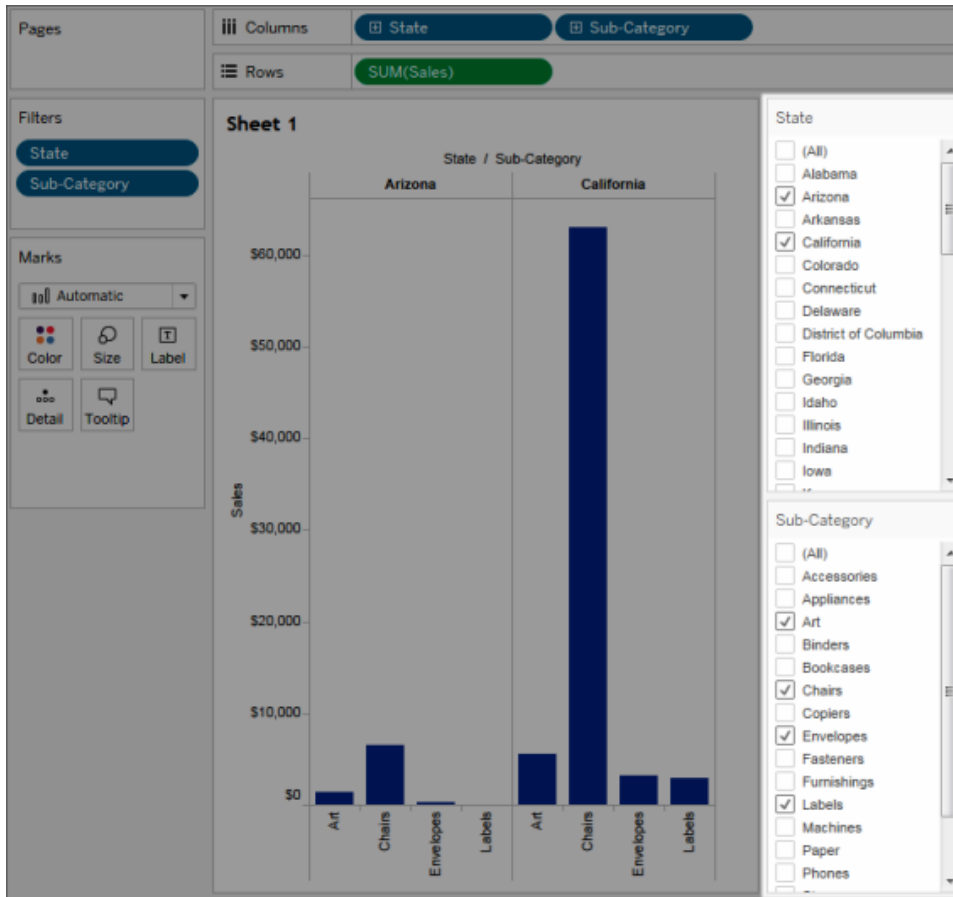 Pages
Columns
State
Sub-Category
Rows
SUM(Sales)
Filters
State
Sub-Category
Marks
Automatic
Color
Size
Label
Detail
Tooltip
Sheet 1
State / Sub-Category
Arizona
California
$60,000
$50,000
$40,000
$30,000
$20,000
$10,000
$0
Sales
Art
Chairs
Envelopes
Labels
Art
Chairs
Envelopes
Labels
State
(All)
Alabama
Arizona
Arkansas
California
Colorado
Connecticut
Delaware
District of Columbia
Florida
Georgia
Idaho
Illinois
Indiana
Iowa
Sub-Category
(All)
Accessories
Appliances
Art
Binders
Bookcases
Chairs
Copiers
Envelopes
Fasteners
Furnishings
Labels
Machines
Paper
Phones